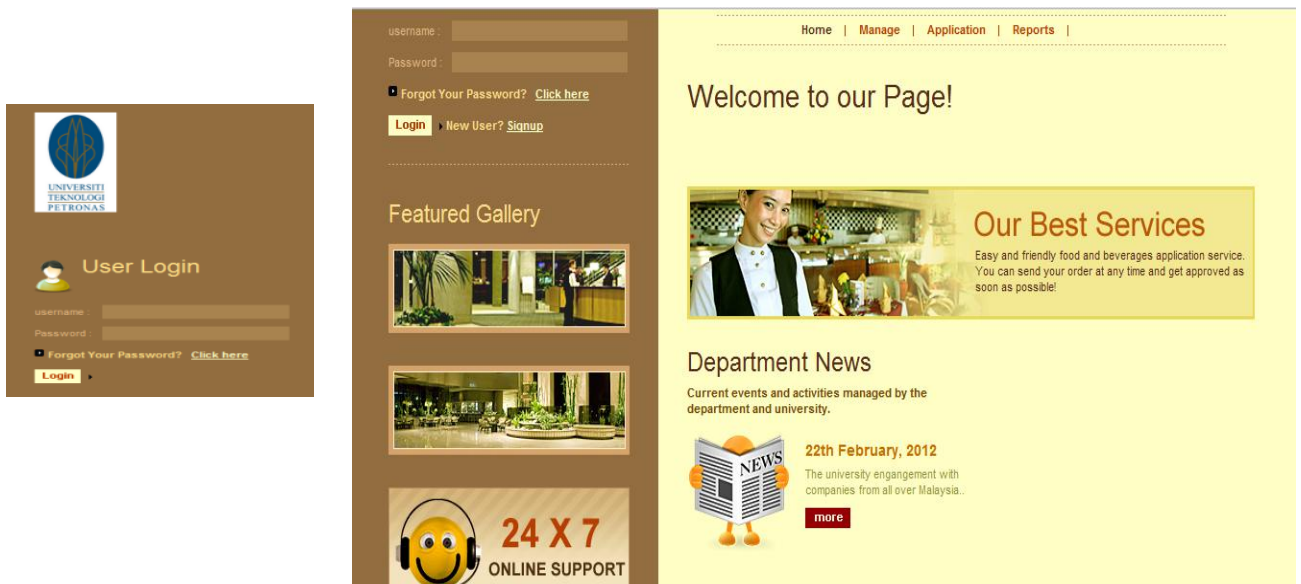 UNIVERSITI
TEKNOLOGI
PETRONAS
User Login
username :
Password :
Forgot Your Password? Click here
Login
username :
Password :
Forgot Your Password? Click here
Login New User? Signup
Featured Gallery
24 X 7
ONLINE SUPPORT
Home | Manage | Application | Reports |
Welcome to our Page!
Our Best Services
Easy and friendly food and beverages application service.
You can send your order at any time and get approved as
soon as possible!
Department News
Current events and activities managed by the
department and university.
NEWS
22th February, 2012
The university engangement with
companies from all over Malaysia..
more